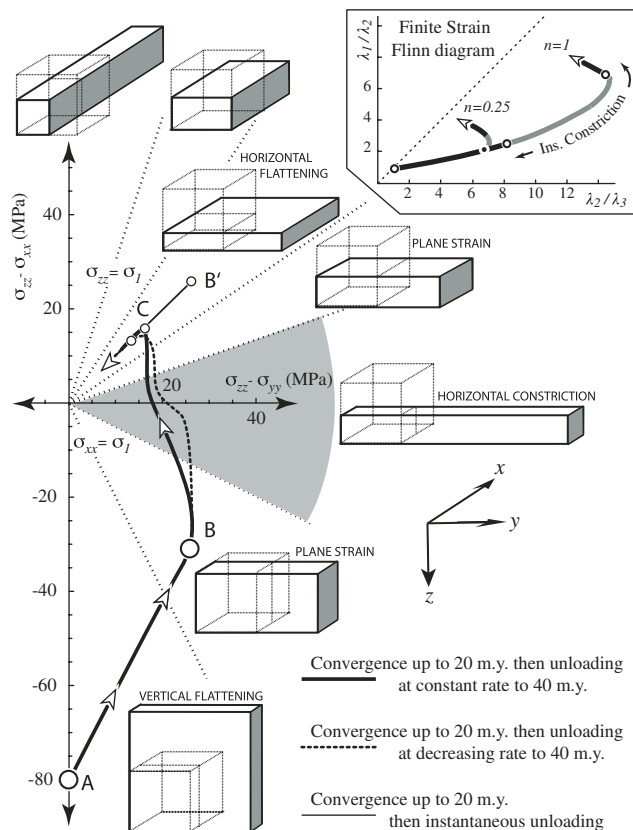 Finite Strain
Flinn diagram
λ1/λ2
n=1
n=0.25
Ins. Constriction
6
4
2
2 4 6 8 10 12
λ2/λ3
HORIZONTAL
FLATTENING
σzz- σxx (MPa)
40
20
0
-20
-40
-60
-80
PLANE STRAIN
σzz= σ1
B'
C
20
σzz- σyy (MPa)
40
HORIZONTAL CONSTRICTION
σxx= σ1
x
y
z
B
PLANE STRAIN
VERTICAL FLATTENING
A
Convergence up to 20 m.y. then unloading
at constant rate to 40 m.y.
Convergence up to 20 m.y. then unloading
at decreasing rate to 40 m.y.
Convergence up to 20 m.y.
then instantaneous unloading